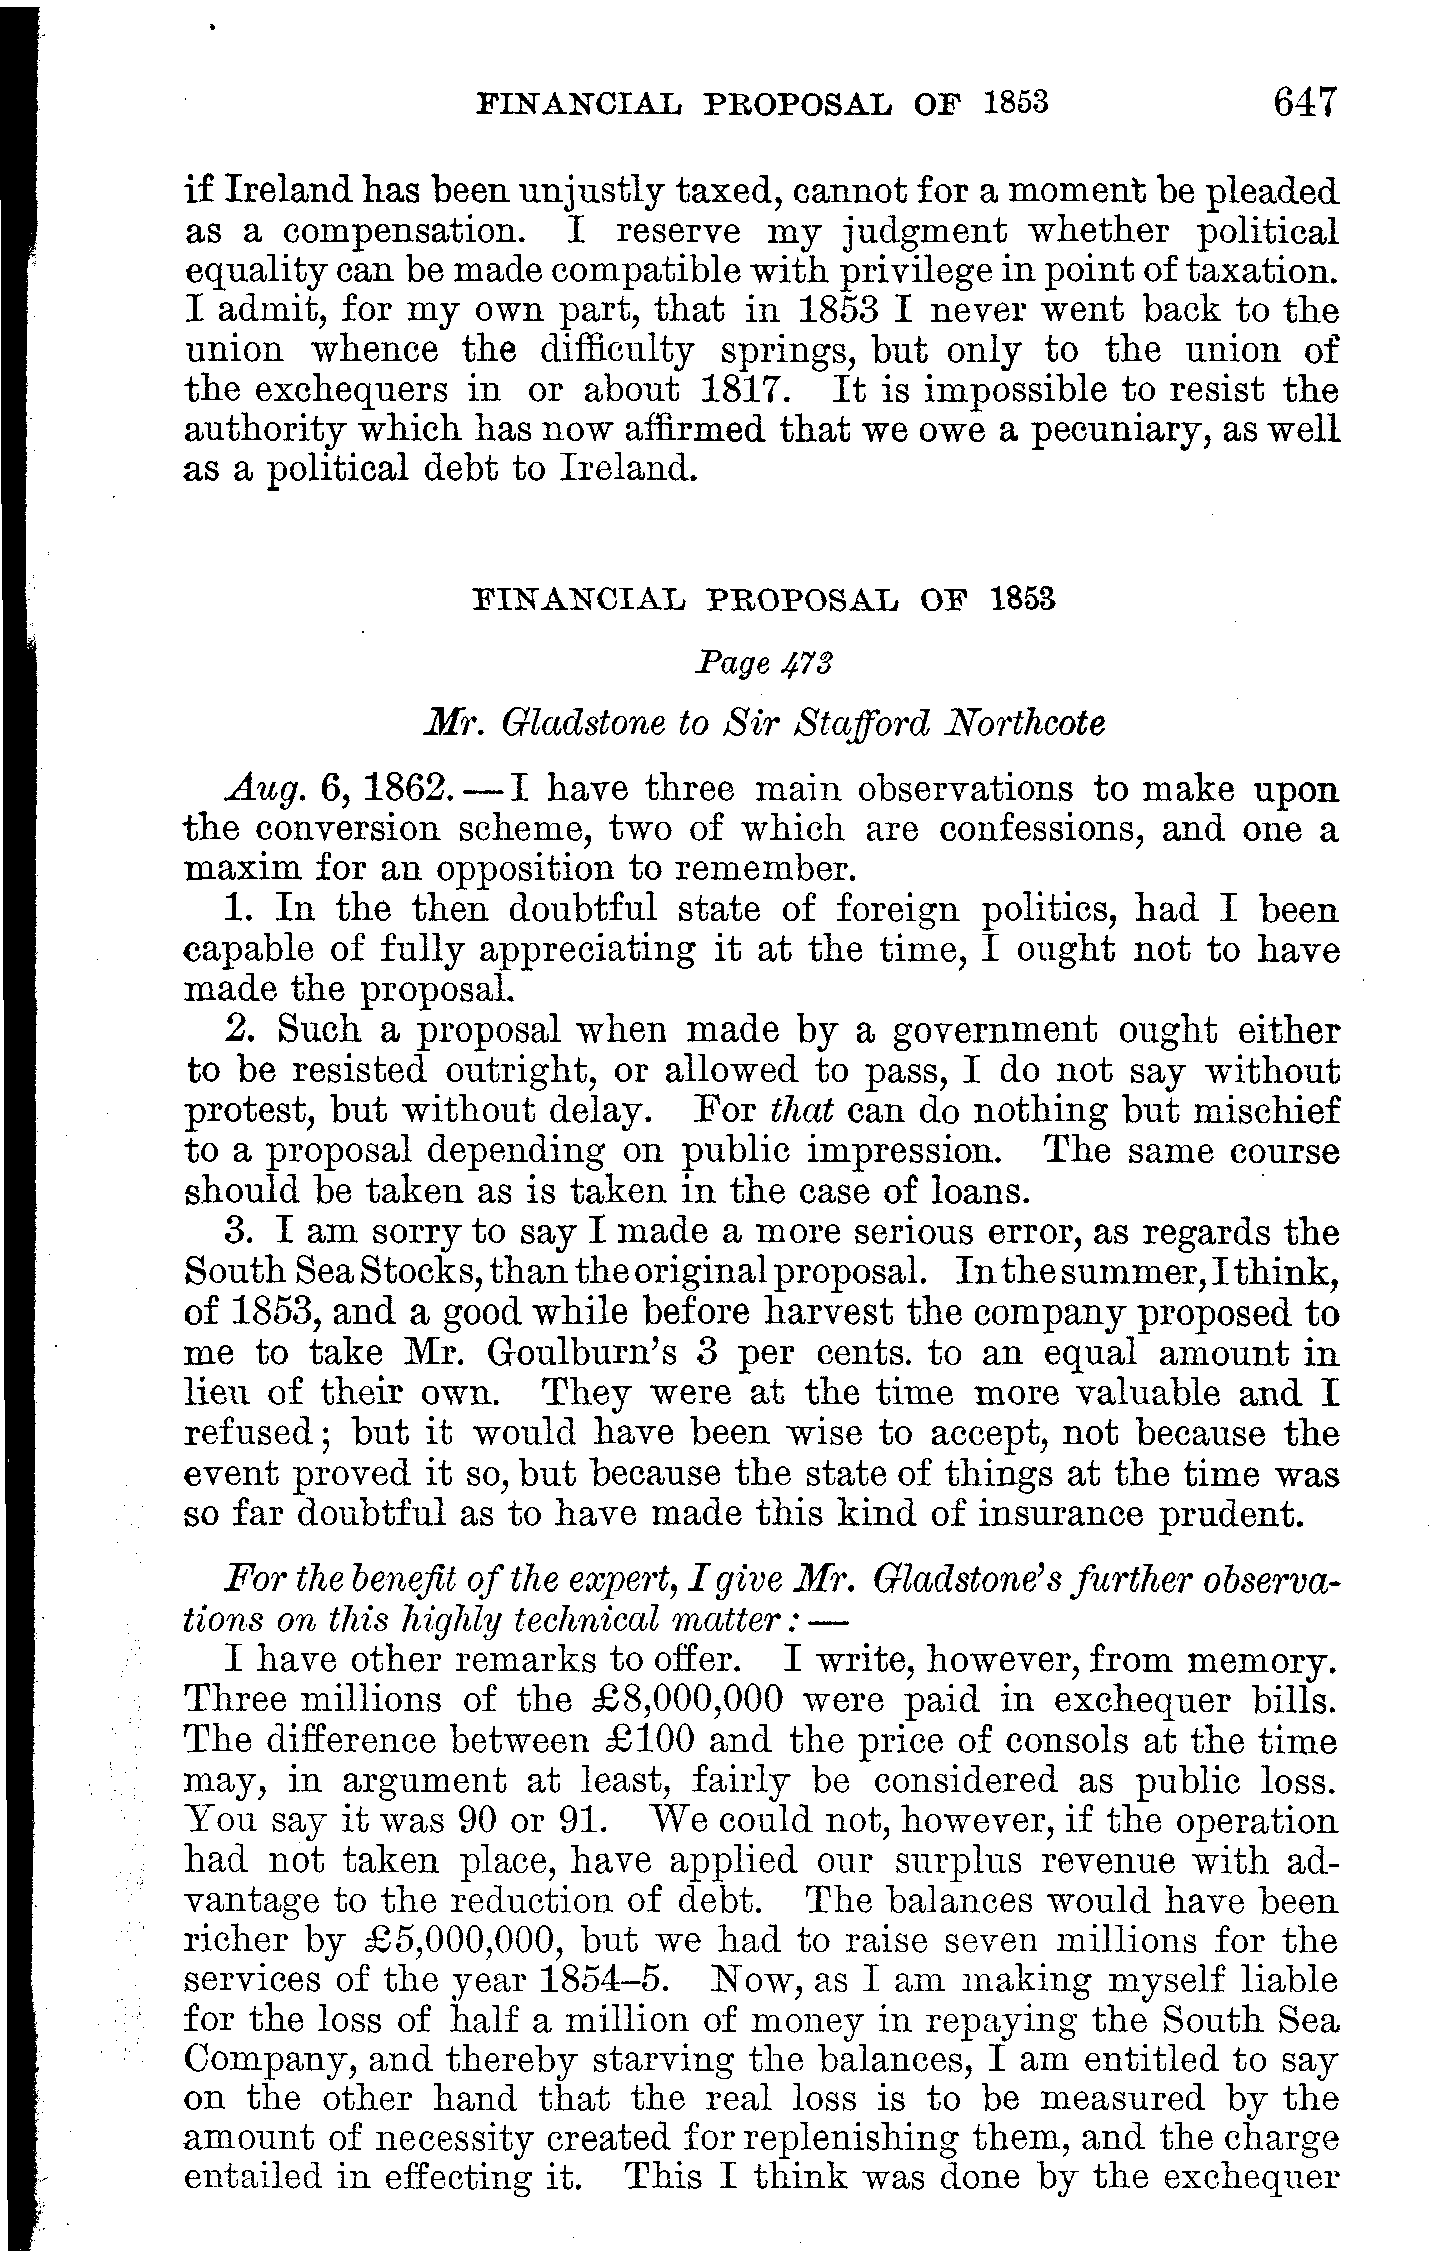 FINANCIAL PROPOSAL OF 1853 647
if Ireland has been unjustly taxed, cannot for a moment be pleaded
as a compensation. I reserve my judgment whether political
equality can be made compatible with privilege in point of taxation.
I admit, for my own part, that in 1853 I never went back to the
union whence the difficulty springs, but only to the union of
the exchequers in or about 1817. It is impossible to resist the
authority which has now affirmed that we owe a pecuniary, as well
as a political debt to Ireland.
FINANCIAL PROPOSAL OF 1853
Page 473
Mr. Gladstone to Sir Stafford Northcote
Aug. 6, 1862.—I have three main observations to make upon
the conversion scheme, two of which are confessions, and one a
maxim for an opposition to remember.
1. In the then doubtful state of foreign politics, had I been
capable of fully appreciating it at the time, I ought not to have
made the proposal.
2. Such a proposal when made by a government ought either
to be resisted outright, or allowed to pass, I do not say without
protest, but without delay. For that can do nothing but mischief
to a proposal depending on public impression. The same course
should be taken as is taken in the case of loans.
3. I am sorry to say I made a more serious error, as regards the
South Sea Stocks, than the original proposal. In the summer, I think,
of 1853, and a good while before harvest the company proposed to
me to take Mr. Goulburn's 3 per cents. to an equal amount in
lieu of their own. They were at the time more valuable and I
refused; but it would have been wise to accept, not because the
event proved it so, but because the state of things at the time was
so far doubtful as to have made this kind of insurance prudent.
For the benefit of the expert, I give Mr. Gladstone's further observa-
tions on this highly technical matter:—
I have other remarks to offer. I write, however, from memory.
Three millions of the £8,000,000 were paid in exchequer bills.
The difference between £100 and the price of consols at the time
may, in argument at least, fairly be considered as public loss.
You say it was 90 or 91. We could not, however, if the operation
had not taken place, have applied our surplus revenue with ad-
vantage to the reduction of debt. The balances would have been
richer by £5,000,000, but we had to raise seven millions for the
services of the year 1854–5. Now, as I am making myself liable
for the loss of half a million of money in repaying the South Sea
Company, and thereby starving the balances, I am entitled to say
on the other hand that the real loss is to be measured by the
amount of necessity created for replenishing them, and the charge
entailed in effecting it. This I think was done by the exchequer